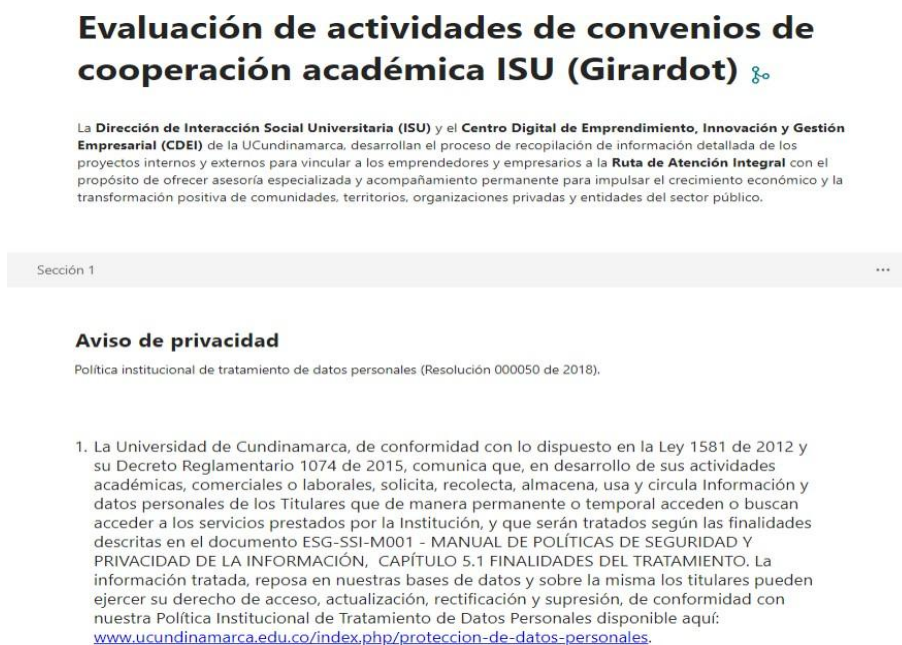 Evaluación de actividades de convenios de
cooperación académica ISU (Girardot)
La Dirección de Interacción Social Universitaria (ISU) y el Centro Digital de Emprendimiento, Innovación y Gestión
Empresarial (CDEI) de la UCundinamarca, desarrollan el proceso de recopilación de información detallada de los
proyectos internos y externos para vincular a los emprendedores y empresarios a la Ruta de Atención Integral con el
propósito de ofrecer asesoría especializada y acompañamiento permanente para impulsar el crecimiento económico y la
transformación positiva de comunidades, territorios, organizaciones privadas y entidades del sector público.
Sección 1
...
Aviso de privacidad
Política institucional de tratamiento de datos personales (Resolución 000050 de 2018).
1. La Universidad de Cundinamarca, de conformidad con lo dispuesto en la Ley 1581 de 2012 y
su Decreto Reglamentario 1074 de 2015, comunica que, en desarrollo de sus actividades
académicas, comerciales o laborales, solicita, recolecta, almacena, usa y circula Información y
datos personales de los Titulares que de manera permanente o temporal acceden o buscan
acceder a los servicios prestados por la Institución, y que serán tratados según las finalidades
descritas en el documento ESG-SSI-M001 - MANUAL DE POLÍTICAS DE SEGURIDAD Y
PRIVACIDAD DE LA INFORMACIÓN, CAPÍTULO 5.1 FINALIDADES DEL TRATAMIENTO. La
información tratada, reposa en nuestras bases de datos y sobre la misma los titulares pueden
ejercer su derecho de acceso, actualización, rectificación y supresión, de conformidad con
nuestra Política Institucional de Tratamiento de Datos Personales disponible aquí:
www.ucundinamarca.edu.co/index.php/proteccion-de-datos-personales.